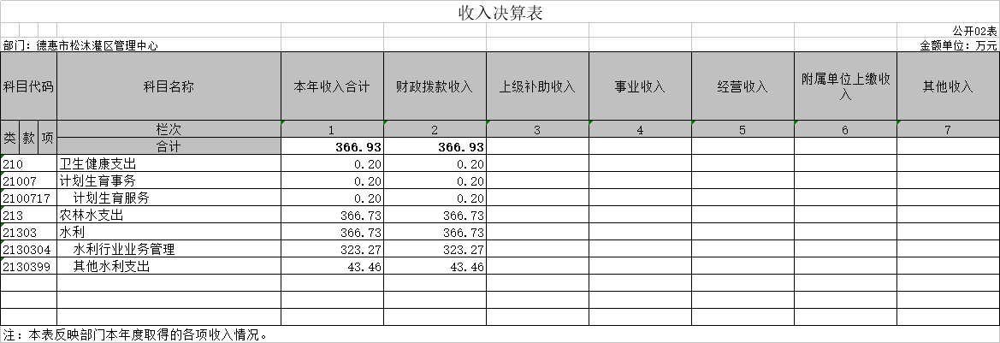 收入决算表
公开02表
部门：德惠市松沐灌区管理中心 金额单位：万元
科目代码 科目名称 本年收入合计 财政拨款收入 上级补助收入 事业收入 经营收入 附属单位上缴收入 其他收入
类 款 项 栏次 1 2 3 4 5 6 7
合计 366.93 366.93
210 卫生健康支出 0.20 0.20
21007 计划生育事务 0.20 0.20
2100717 计划生育服务 0.20 0.20
213 农林水支出 366.73 366.73
21303 水利 366.73 366.73
2130304 水利行业业务管理 323.27 323.27
2130399 其他水利支出 43.46 43.46
注：本表反映部门本年度取得的各项收入情况。